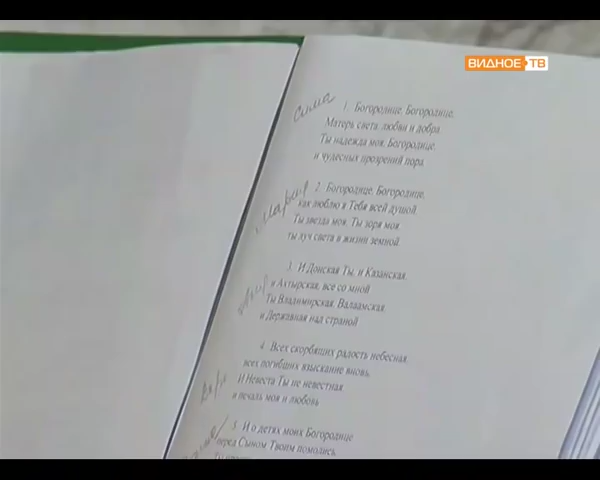 ВИДНОЕ ТВ
Сима
1. Богородице, Богородице,
Матерь света, любви и добра.
Ты надежда моя, Богородице,
и чудесных прозрений пора.
2. Богородице, Богородице,
как люблю я Тебя всей душой.
Ты звезда моя, Ты зоря моя,
ты луч света в жизни земной.
3. И Донская Ты, и Казанская,
и Ахтырская, все со мной
Ты Владимирская, Валаамская
и Державная над страной
4. Всех скорбящих радость небесная,
всех погибших взыскание вновь.
И Невеста Ты не невестная
и печаль моя и любовь
5. И о детях моих Богородице
перед Сыном Твоим помолись,